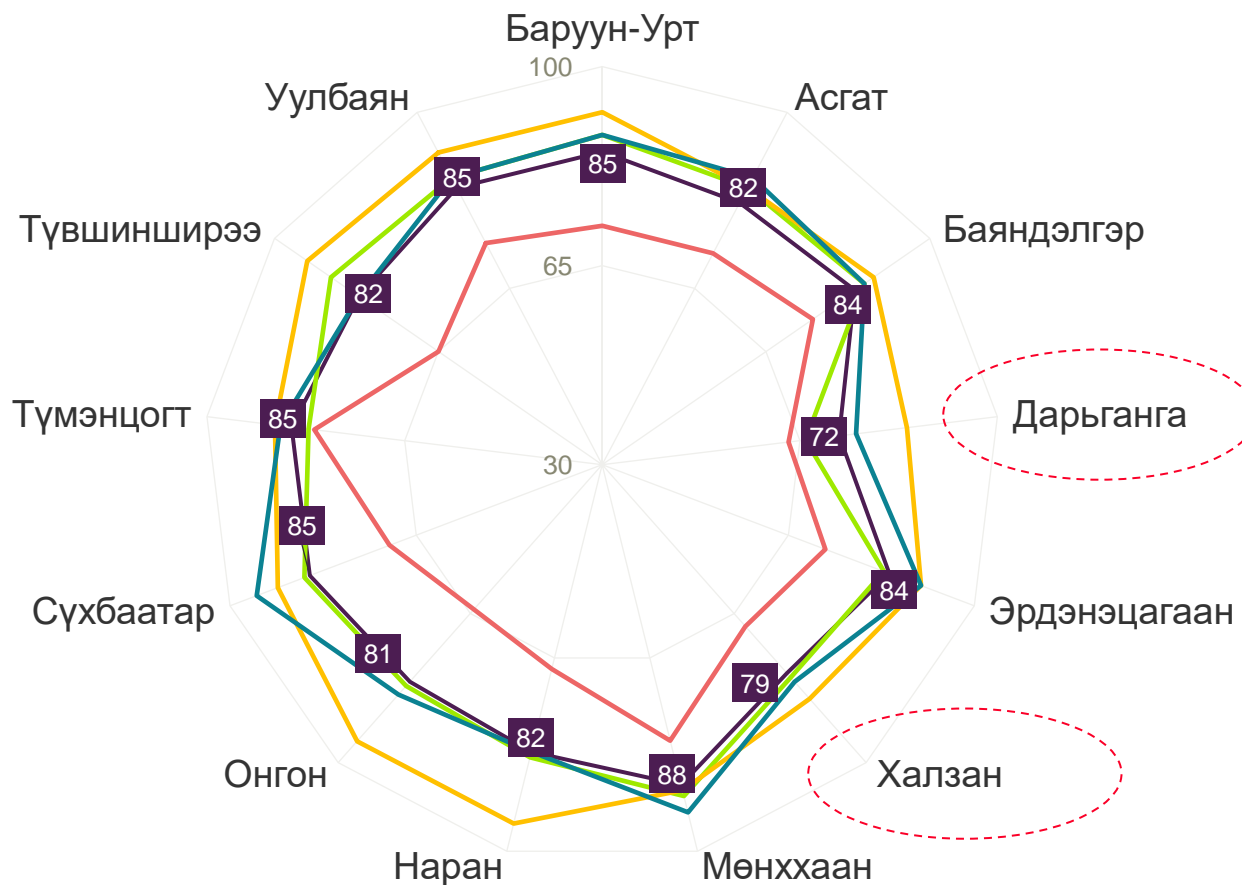 Баруун-Урт
100
Уулбаян
Асгат
85
85
82
Түвшинширээ
Баяндэлгэр
65
82
84
Түмэнцогт
85
72
Дарьганга
30
85
Сүхбаатар
84
Эрдэнэцагаан
81
79
82
88
Онгон
Халзан
Наран
Мөнххаан